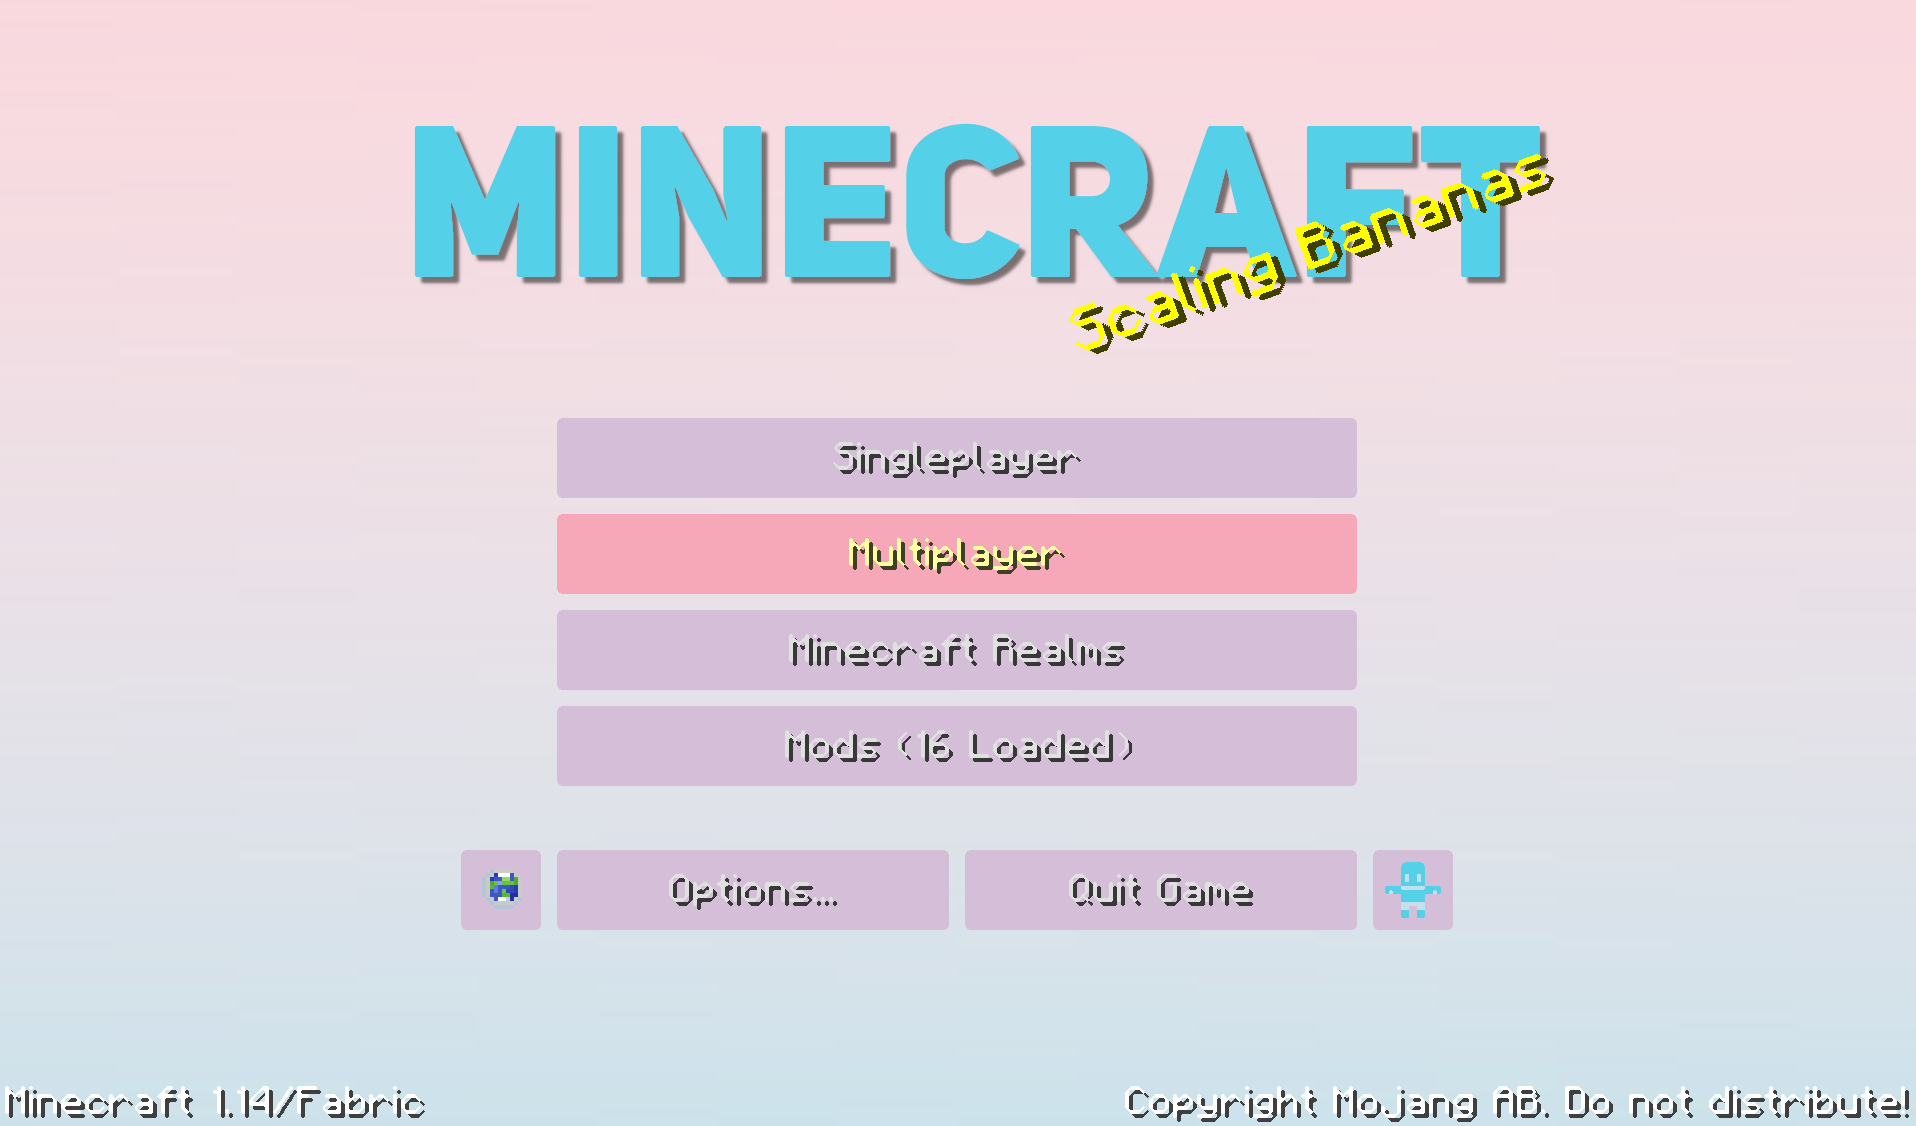 MINECRAFT
Scaling Bananas
Singleplayer
Multiplayer
Minecraft Realms
Mods (16 Loaded)
Options...
Quit Game
Minecraft 1.14/Fabric
Copyright Mojang AB. Do not distribute!